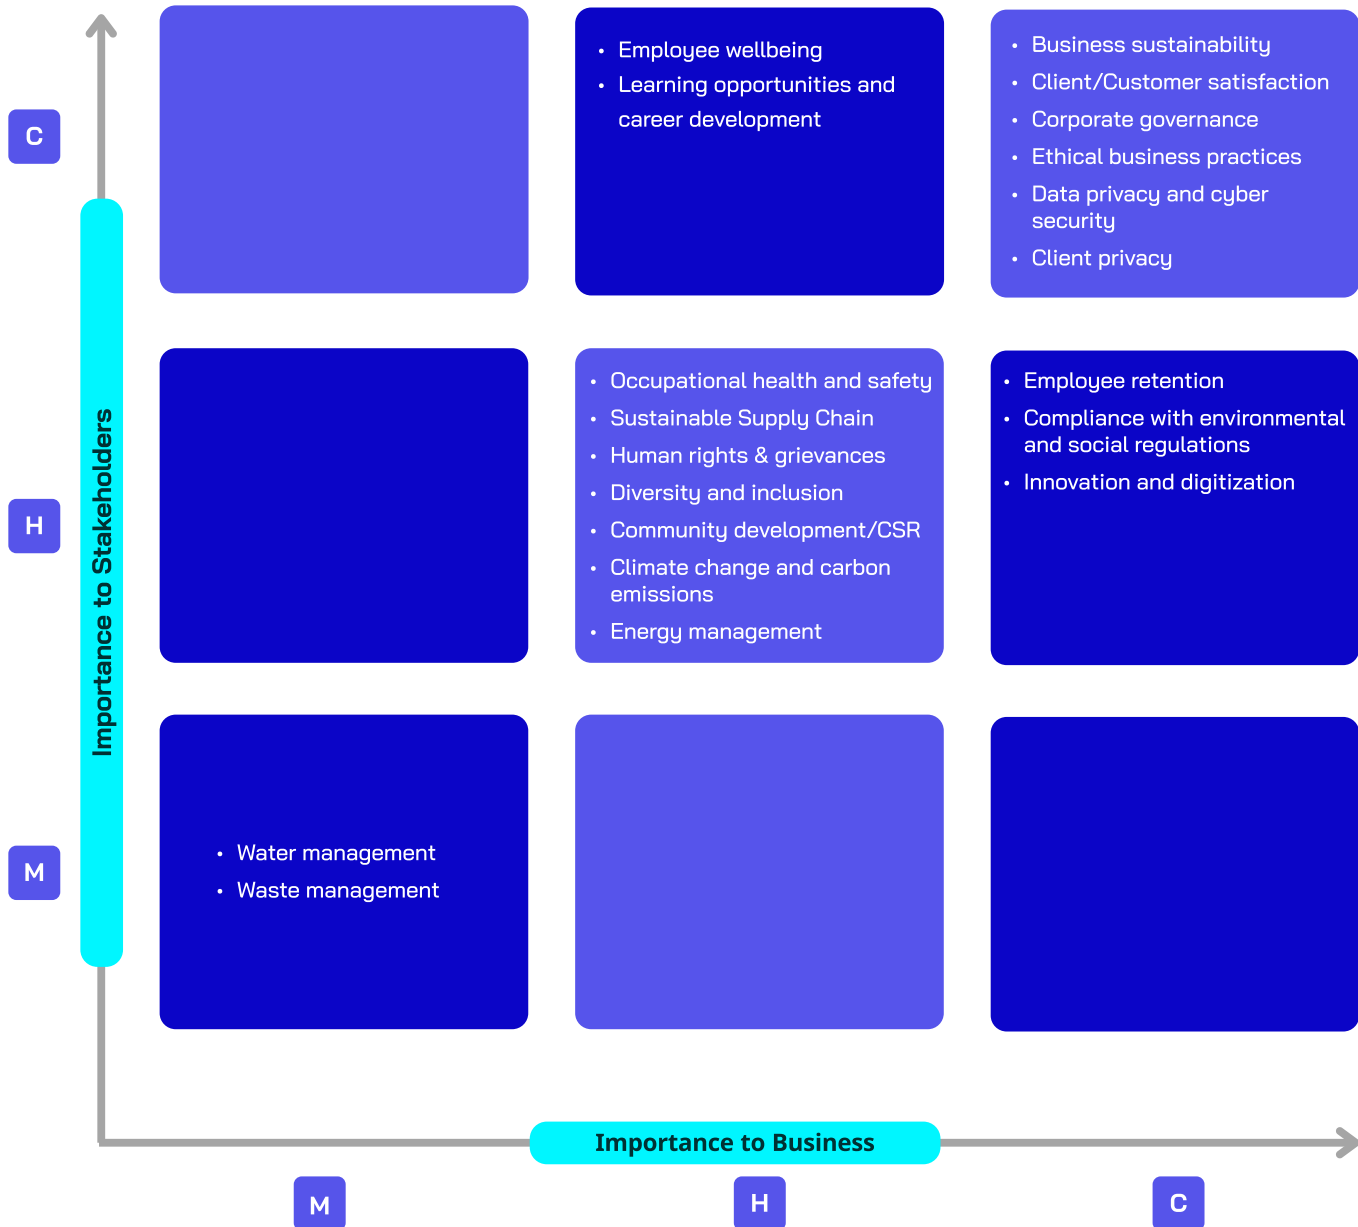 C
• Employee wellbeing
• Learning opportunities and
career development
• Business sustainability
• Client/Customer satisfaction
• Corporate governance
• Ethical business practices
• Data privacy and cyber
security
• Client privacy
Importance to Stakeholders
H
• Occupational health and safety
• Sustainable Supply Chain
• Human rights & grievances
• Diversity and inclusion
• Community development/CSR
• Climate change and carbon
emissions
• Energy management
• Employee retention
• Compliance with environmental
and social regulations
• Innovation and digitization
M
• Water management
• Waste management
Importance to Business
M
H
C